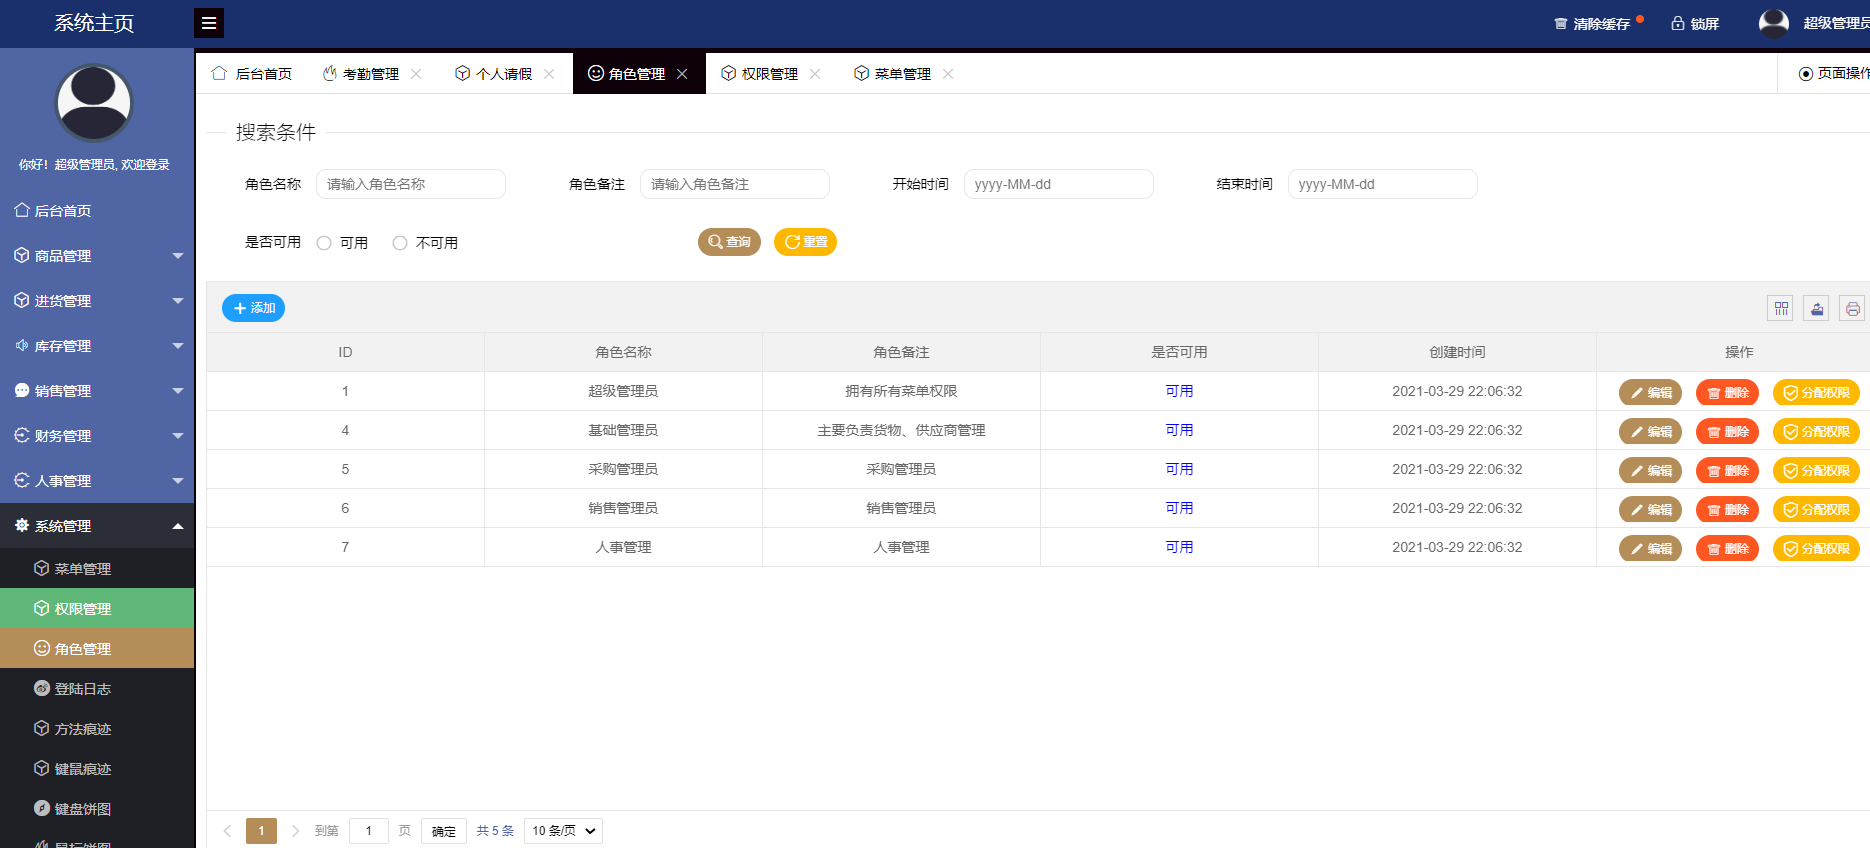 系统主页
清除缓存
锁屏
超级管理员
你好！超级管理员, 欢迎登录
后台首页
商品管理
进货管理
库存管理
销售管理
财务管理
人事管理
系统管理
菜单管理
权限管理
角色管理
登陆日志
方法痕迹
键鼠痕迹
键盘饼图
鼠标饼图
后台首页 考勤管理 个人请假 角色管理 权限管理 菜单管理 页面操作
搜索条件
角色名称 请输入角色名称 角色备注 请输入角色备注 开始时间 yyyy-MM-dd 结束时间 yyyy-MM-dd
是否可用 可用 不可用 查询 重置
添加
ID 角色名称 角色备注 是否可用 创建时间 操作
1 超级管理员 拥有所有菜单权限 可用 2021-03-29 22:06:32 编辑 删除 分配权限
4 基础管理员 主要负责货物、供应商管理 可用 2021-03-29 22:06:32 编辑 删除 分配权限
5 采购管理员 采购管理员 可用 2021-03-29 22:06:32 编辑 删除 分配权限
6 销售管理员 销售管理员 可用 2021-03-29 22:06:32 编辑 删除 分配权限
7 人事管理 人事管理 可用 2021-03-29 22:06:32 编辑 删除 分配权限
1 到第 1 页 确定 共 5 条 10 条/页